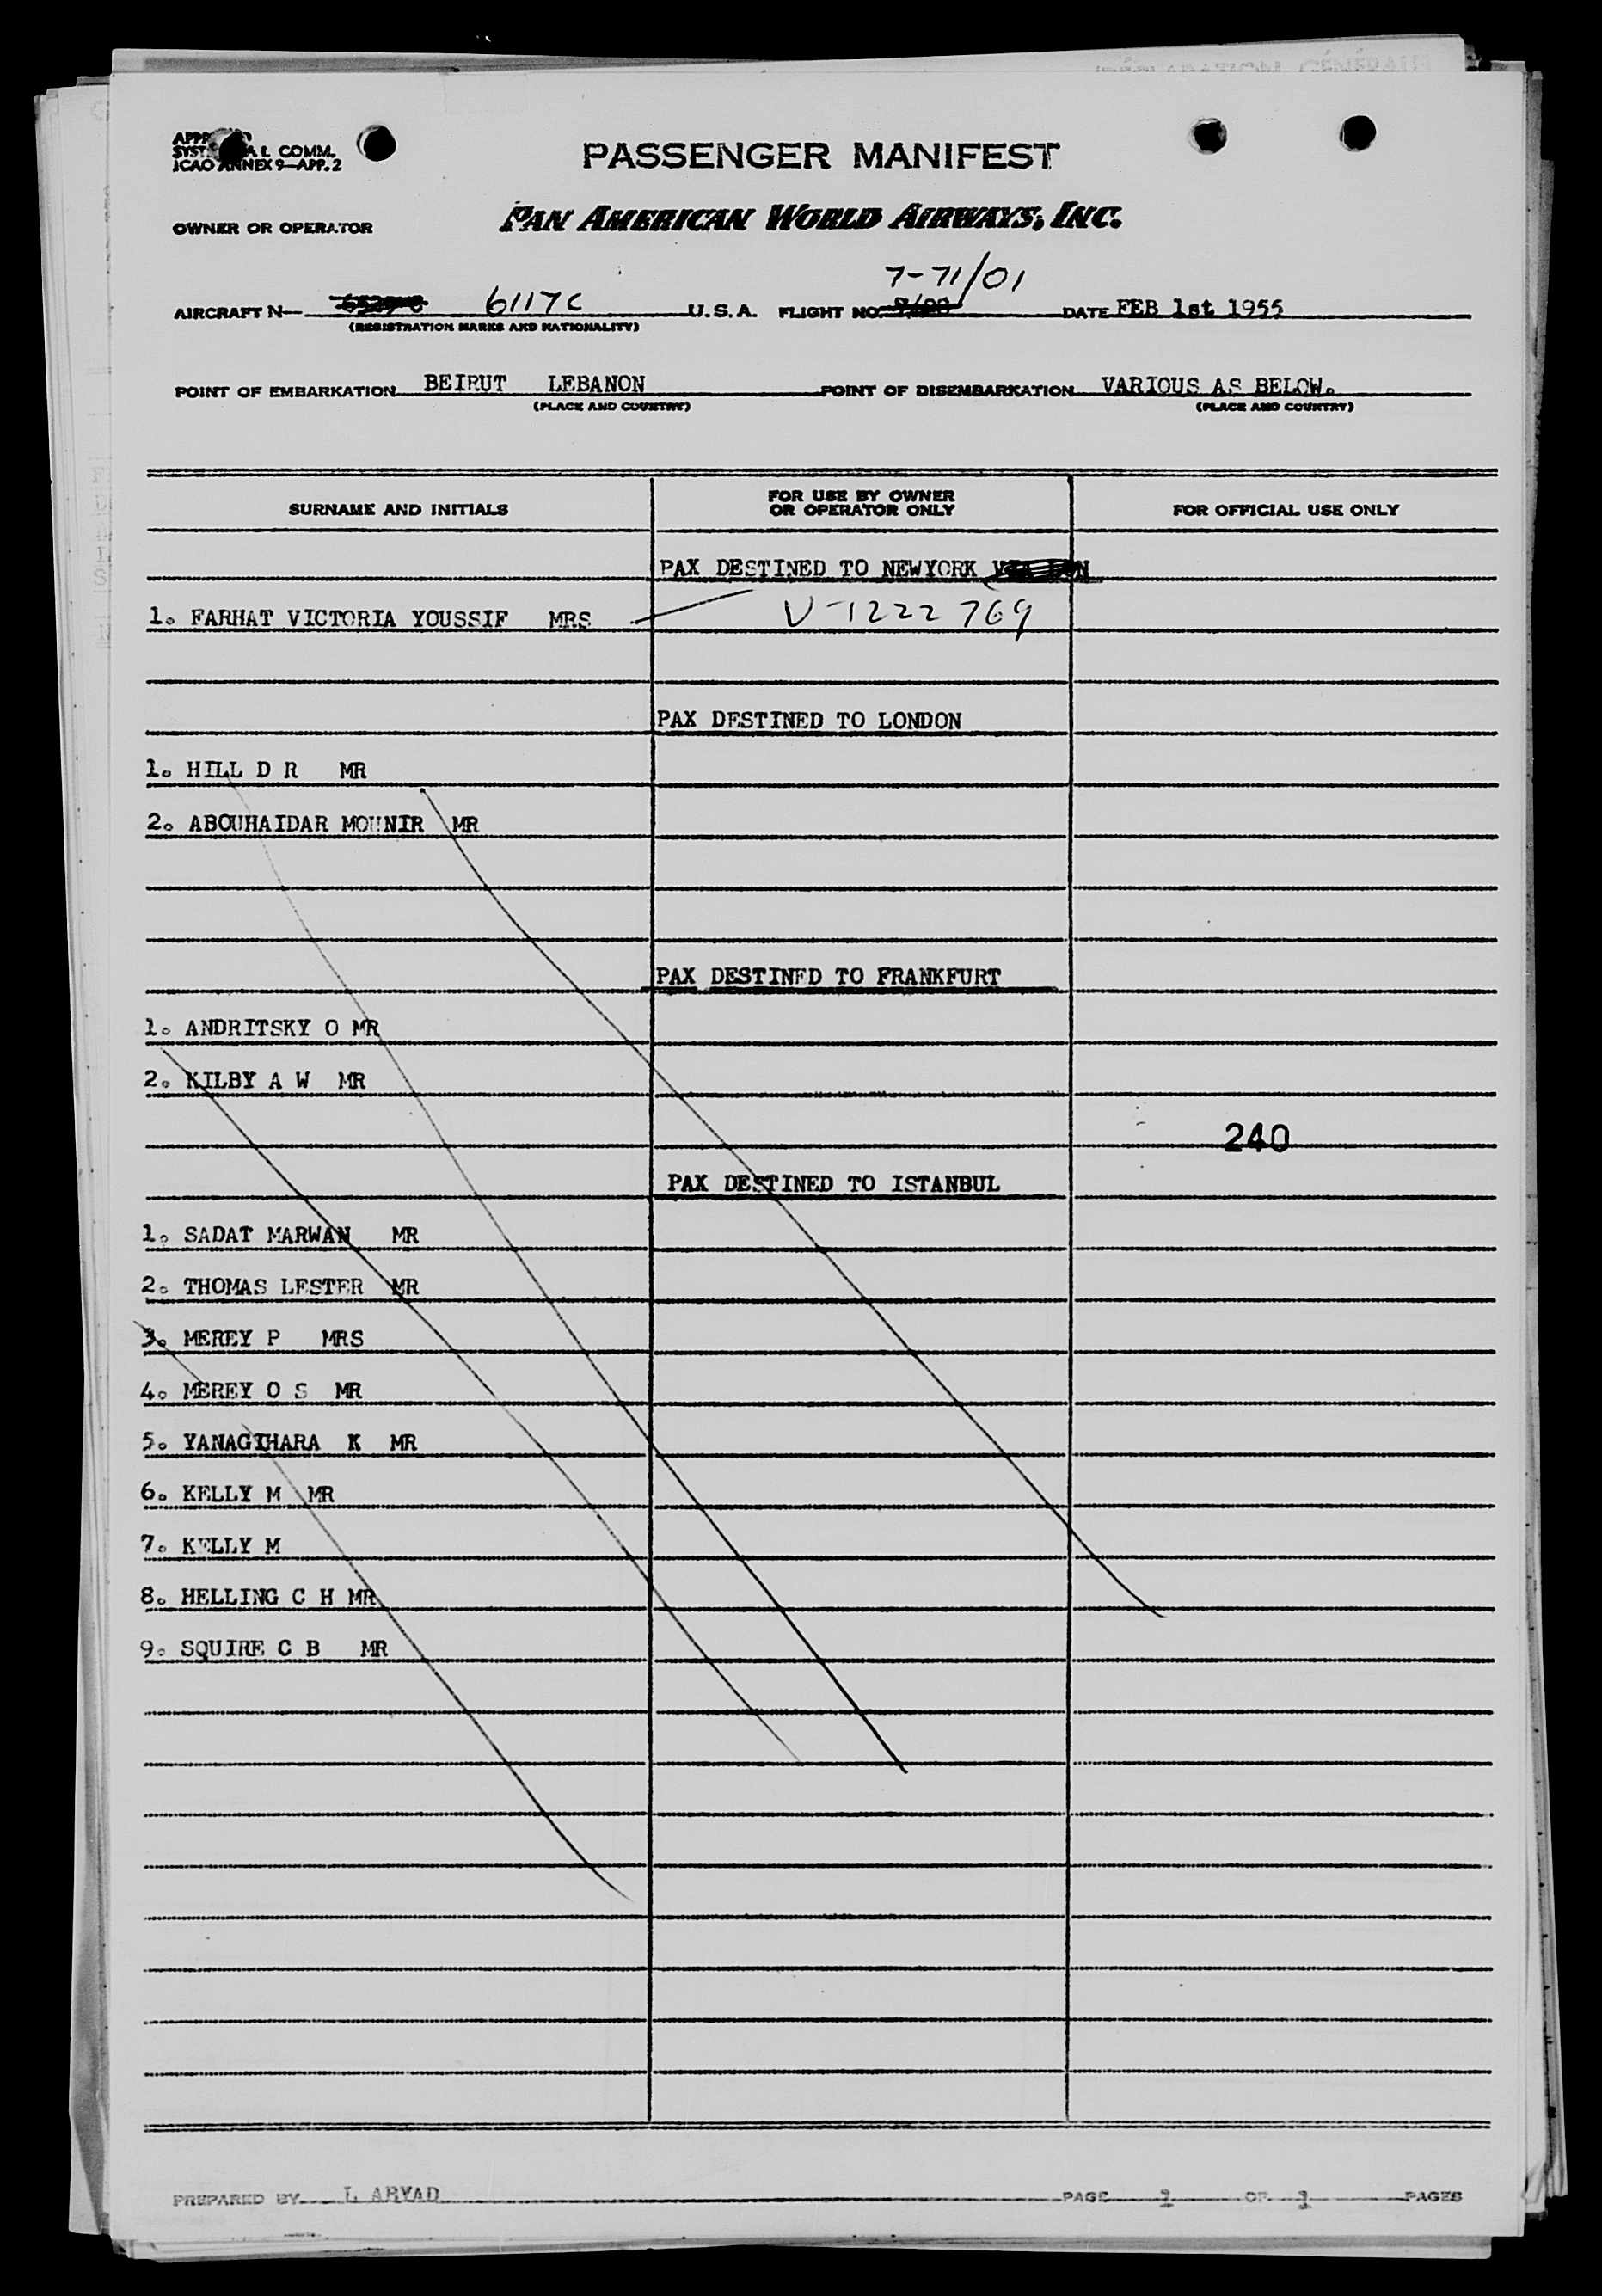 SYST AL COMM.
ICAO ANNEX 9—APP. 2
PASSENGER MANIFEST
OWNER OR OPERATOR PAN AMERICAN WORLD AIRWAYS, INC.
7-71/01
AIRCRAFT N— 6117C U.S.A. FLIGHT NO. DATE FEB 1st 1955
(REGISTRATION MARKS AND NATIONALITY)
POINT OF EMBARKATION BEIRUT LEBANON POINT OF DISEMBARKATION VARIOUS AS BELOW.
(PLACE AND COUNTRY) (PLACE AND COUNTRY)
SURNAME AND INITIALS
FOR USE BY OWNER
OR OPERATOR ONLY
FOR OFFICIAL USE ONLY
PAX DESTINED TO NEWYORK
1. FARHAT VICTORIA YOUSSIF MRS V-1222769
PAX DESTINED TO LONDON
1. HILL D R MR
2. ABOUHAIDAR MOUNIR MR
PAX DESTINED TO FRANKFURT
1. ANDRITSKY O MR
2. KILBY A W MR
240
PAX DESTINED TO ISTANBUL
1. SADAT MARWAN MR
2. THOMAS LESTER MR
3. MEREY P MRS
4. MEREY O S MR
5. YANAGIHARA K MR
6. KELLY M MR
7. KELLY M
8. HELLING C H MR
9. SQUIRE C B MR
PREPARED BY L ARYAD PAGE OF PAGES